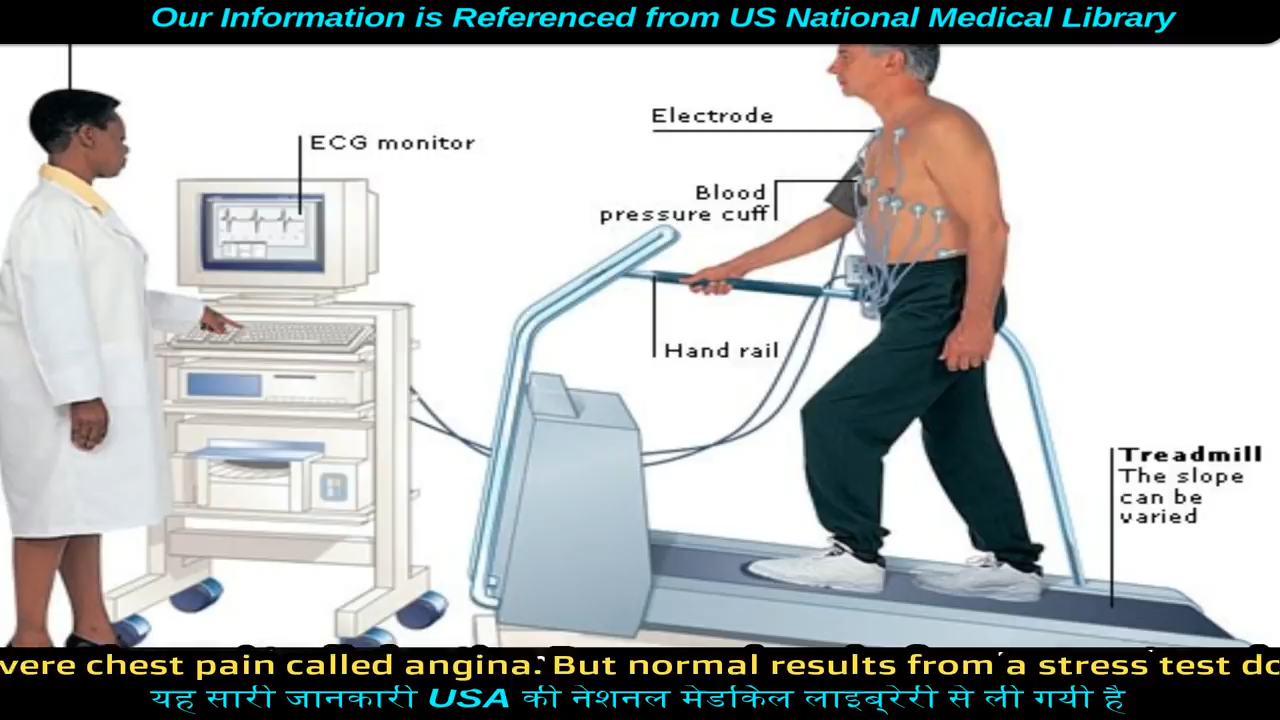 Our Information is Referenced from US National Medical Library
ECG monitor
Electrode
Blood
pressure cuff
Hand rail
Treadmill
The slope
can be
varied
vere chest pain called angina. But normal results from a stress test do
यह सारी जानकारी USA की नेशनल मेडिकल लाइब्रेरी से ली गयी है